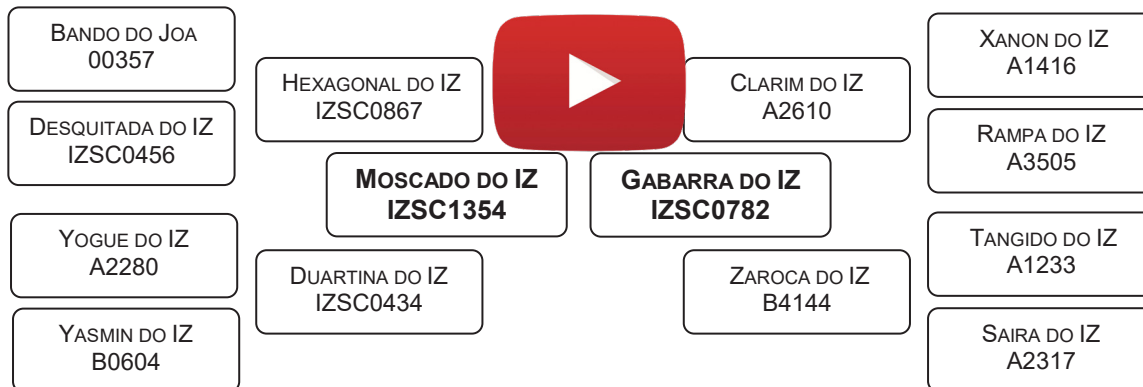 BANDO DO JOA
00357
DESQUITADA DO IZ
IZSC0456
YOGUE DO IZ
A2280
YASMIN DO IZ
B0604
HEXAGONAL DO IZ
IZSC0867
DUARTINA DO IZ
IZSC0434
MOSCADO DO IZ
IZSC1354
GABARRA DO IZ
IZSC0782
CLARIM DO IZ
A2610
ZAROCA DO IZ
B4144
XANON DO IZ
A1416
RAMPA DO IZ
A3505
TANGIDO DO IZ
A1233
SAIRA DO IZ
A2317